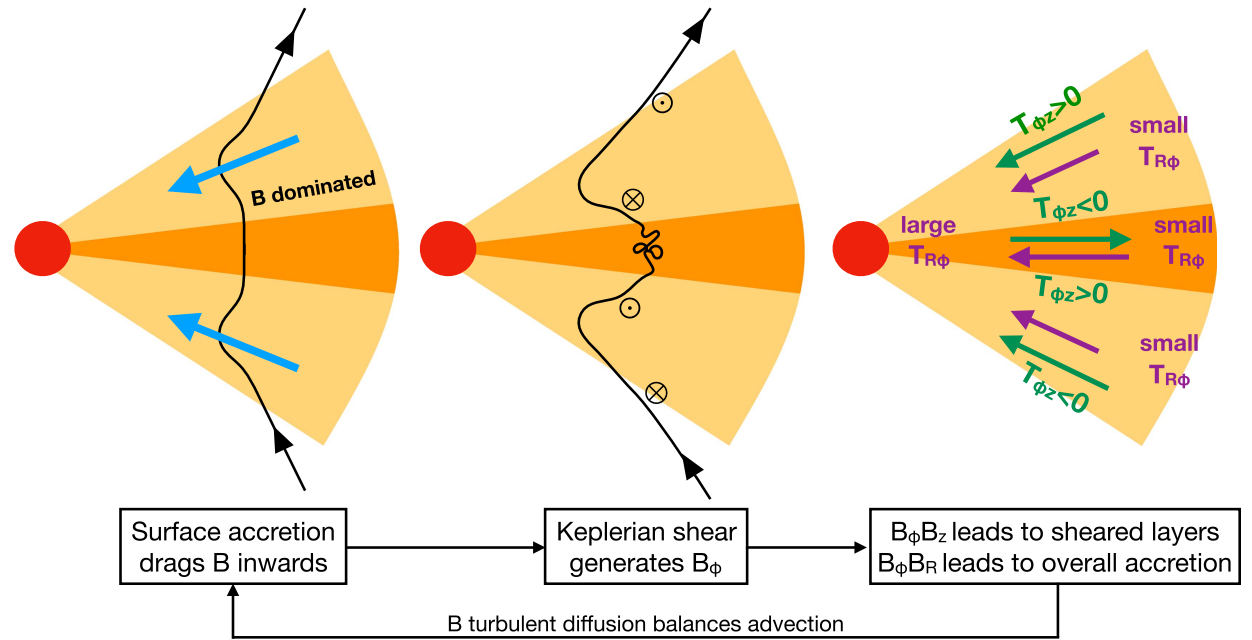 B dominated
Tϕz>0
small
TRϕ
Tϕz<0
large
TRϕ
small
TRϕ
Tϕz>0
small
TRϕ
Tϕz<0
Surface accretion
drags B inwards
Keplerian shear
generates Bϕ
BϕBz leads to sheared layers
BϕBR leads to overall accretion
B turbulent diffusion balances advection